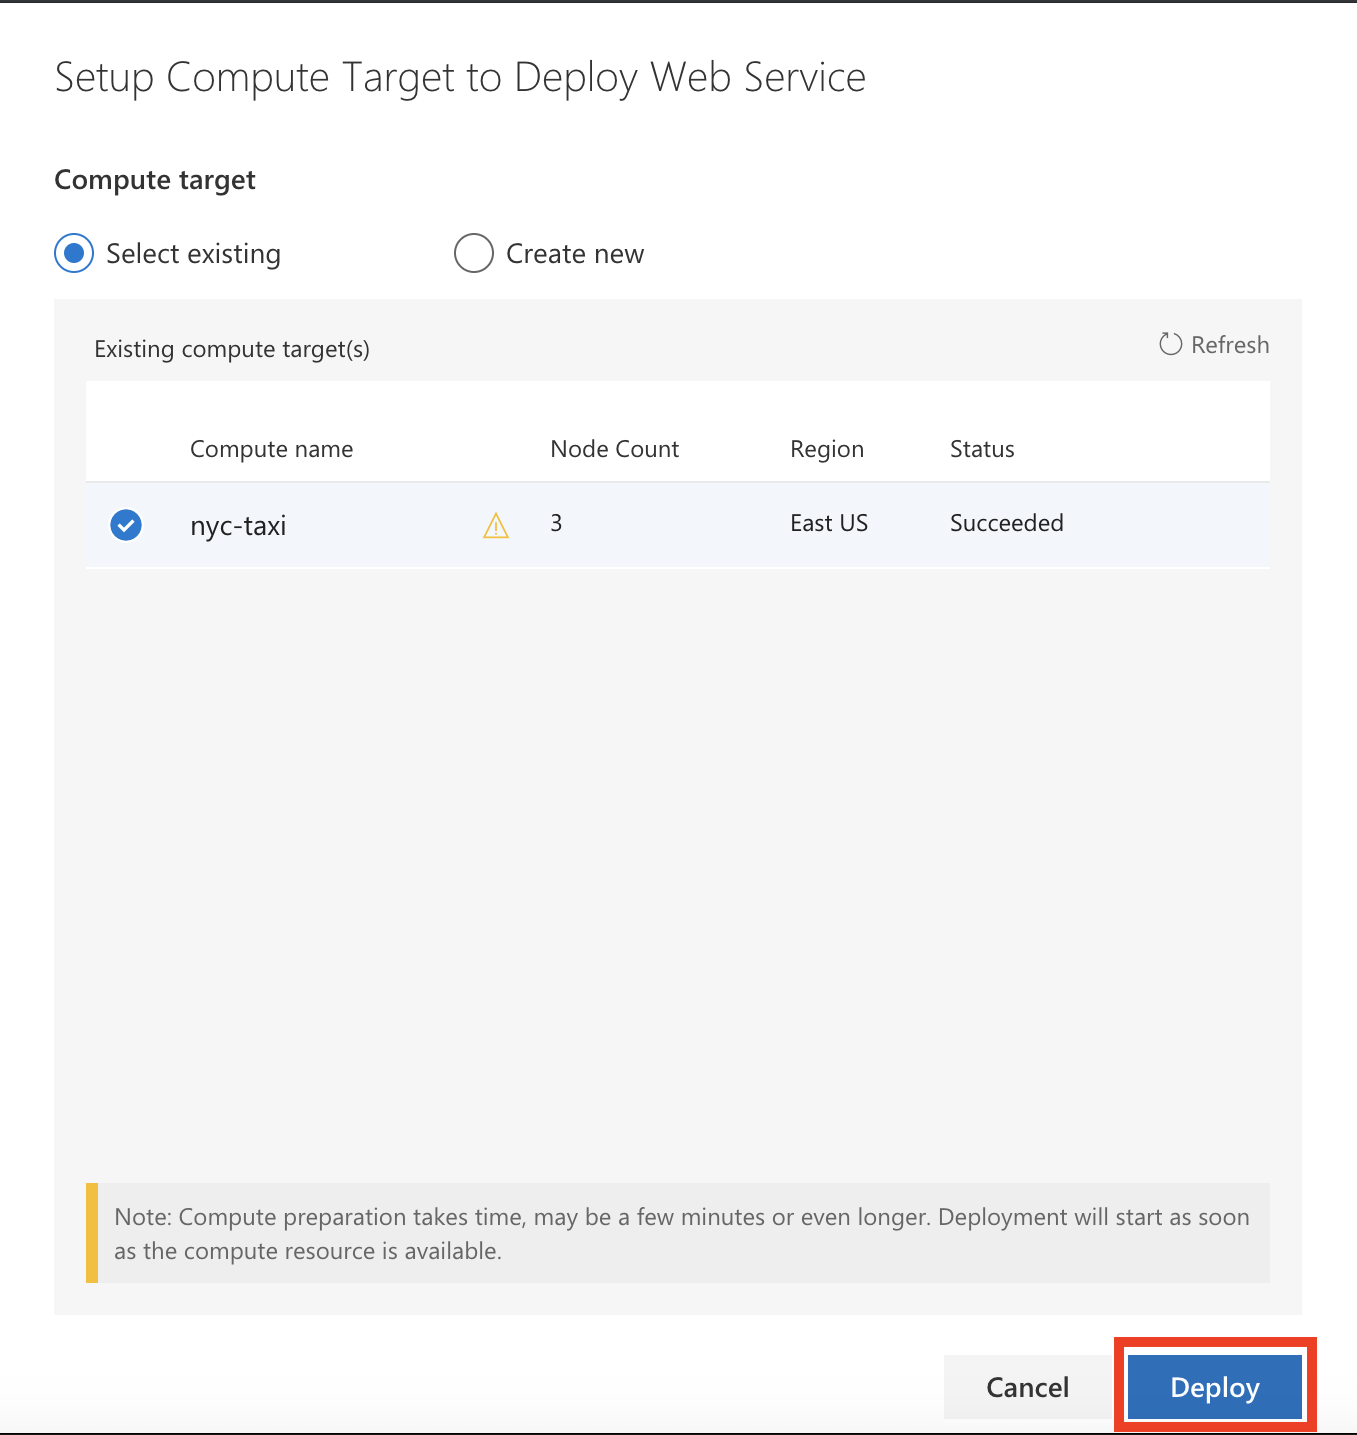 Setup Compute Target to Deploy Web Service
Compute target
Select existing
Create new
Existing compute target(s)
Refresh
Compute name Node Count Region Status
nyc-taxi 3 East US Succeeded
Note: Compute preparation takes time, may be a few minutes or even longer. Deployment will start as soon
as the compute resource is available.
Cancel
Deploy